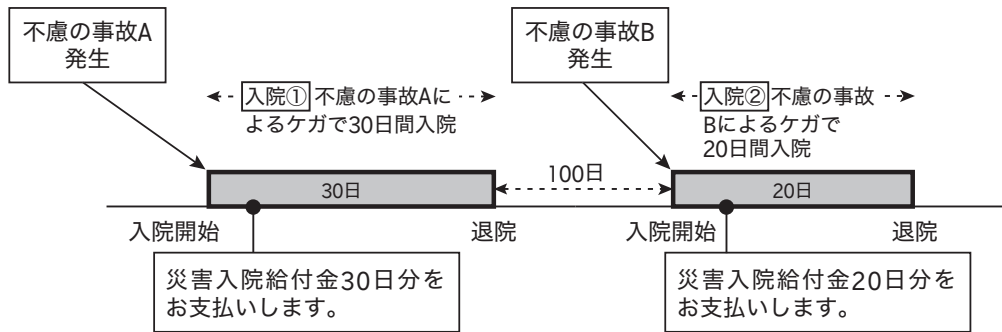 不慮の事故A
発生
不慮の事故B
発生
入院① 不慮の事故Aに
よるケガで30日間入院
入院② 不慮の事故
Bによるケガで
20日間入院
30日
100日
20日
入院開始
退院
入院開始
退院
災害入院給付金30日分を
お支払いします。
災害入院給付金20日分を
お支払いします。